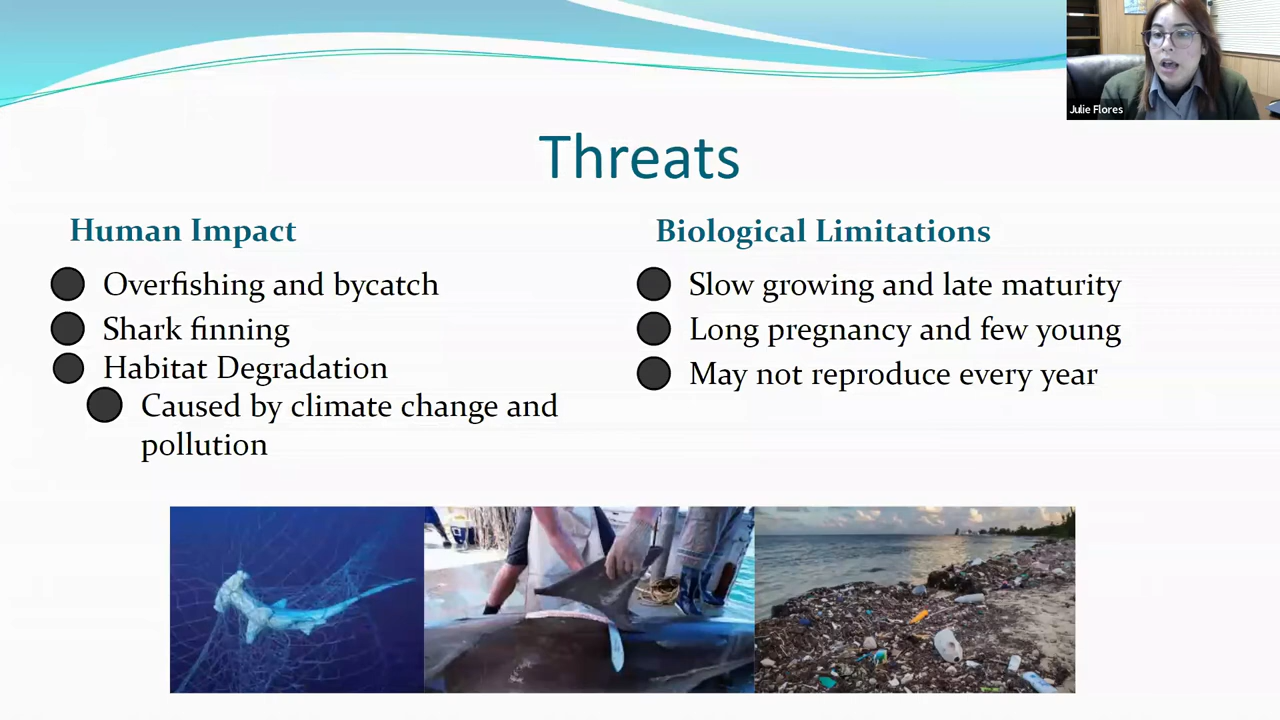 Julie Flores
Threats
Human Impact
Overfishing and bycatch
Shark finning
Habitat Degradation
Caused by climate change and
pollution
Biological Limitations
Slow growing and late maturity
Long pregnancy and few young
May not reproduce every year